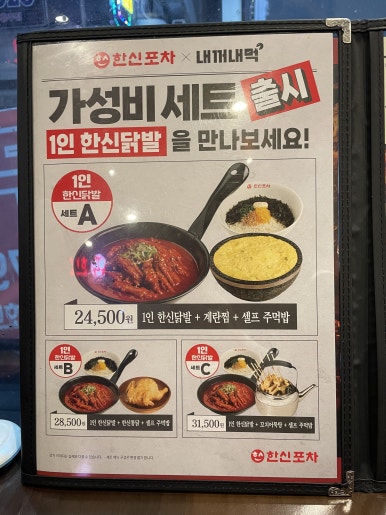 한신포차 × 내꺼내먹
가성비 세트 출시
1인 한신닭발 을 만나보세요!
1인
한신닭발
세트 A
한신포차
24,500원 1인 한신닭발 + 계란찜 + 셀프 주먹밥
1인
한신닭발
세트 B
28,500원 1인 한신닭발 + 한신통닭 + 셀프 주먹밥
1인
한신닭발
세트 C
31,500원 1인 한신닭발 + 꼬치어묵탕 + 셀프 주먹밥
한신포차